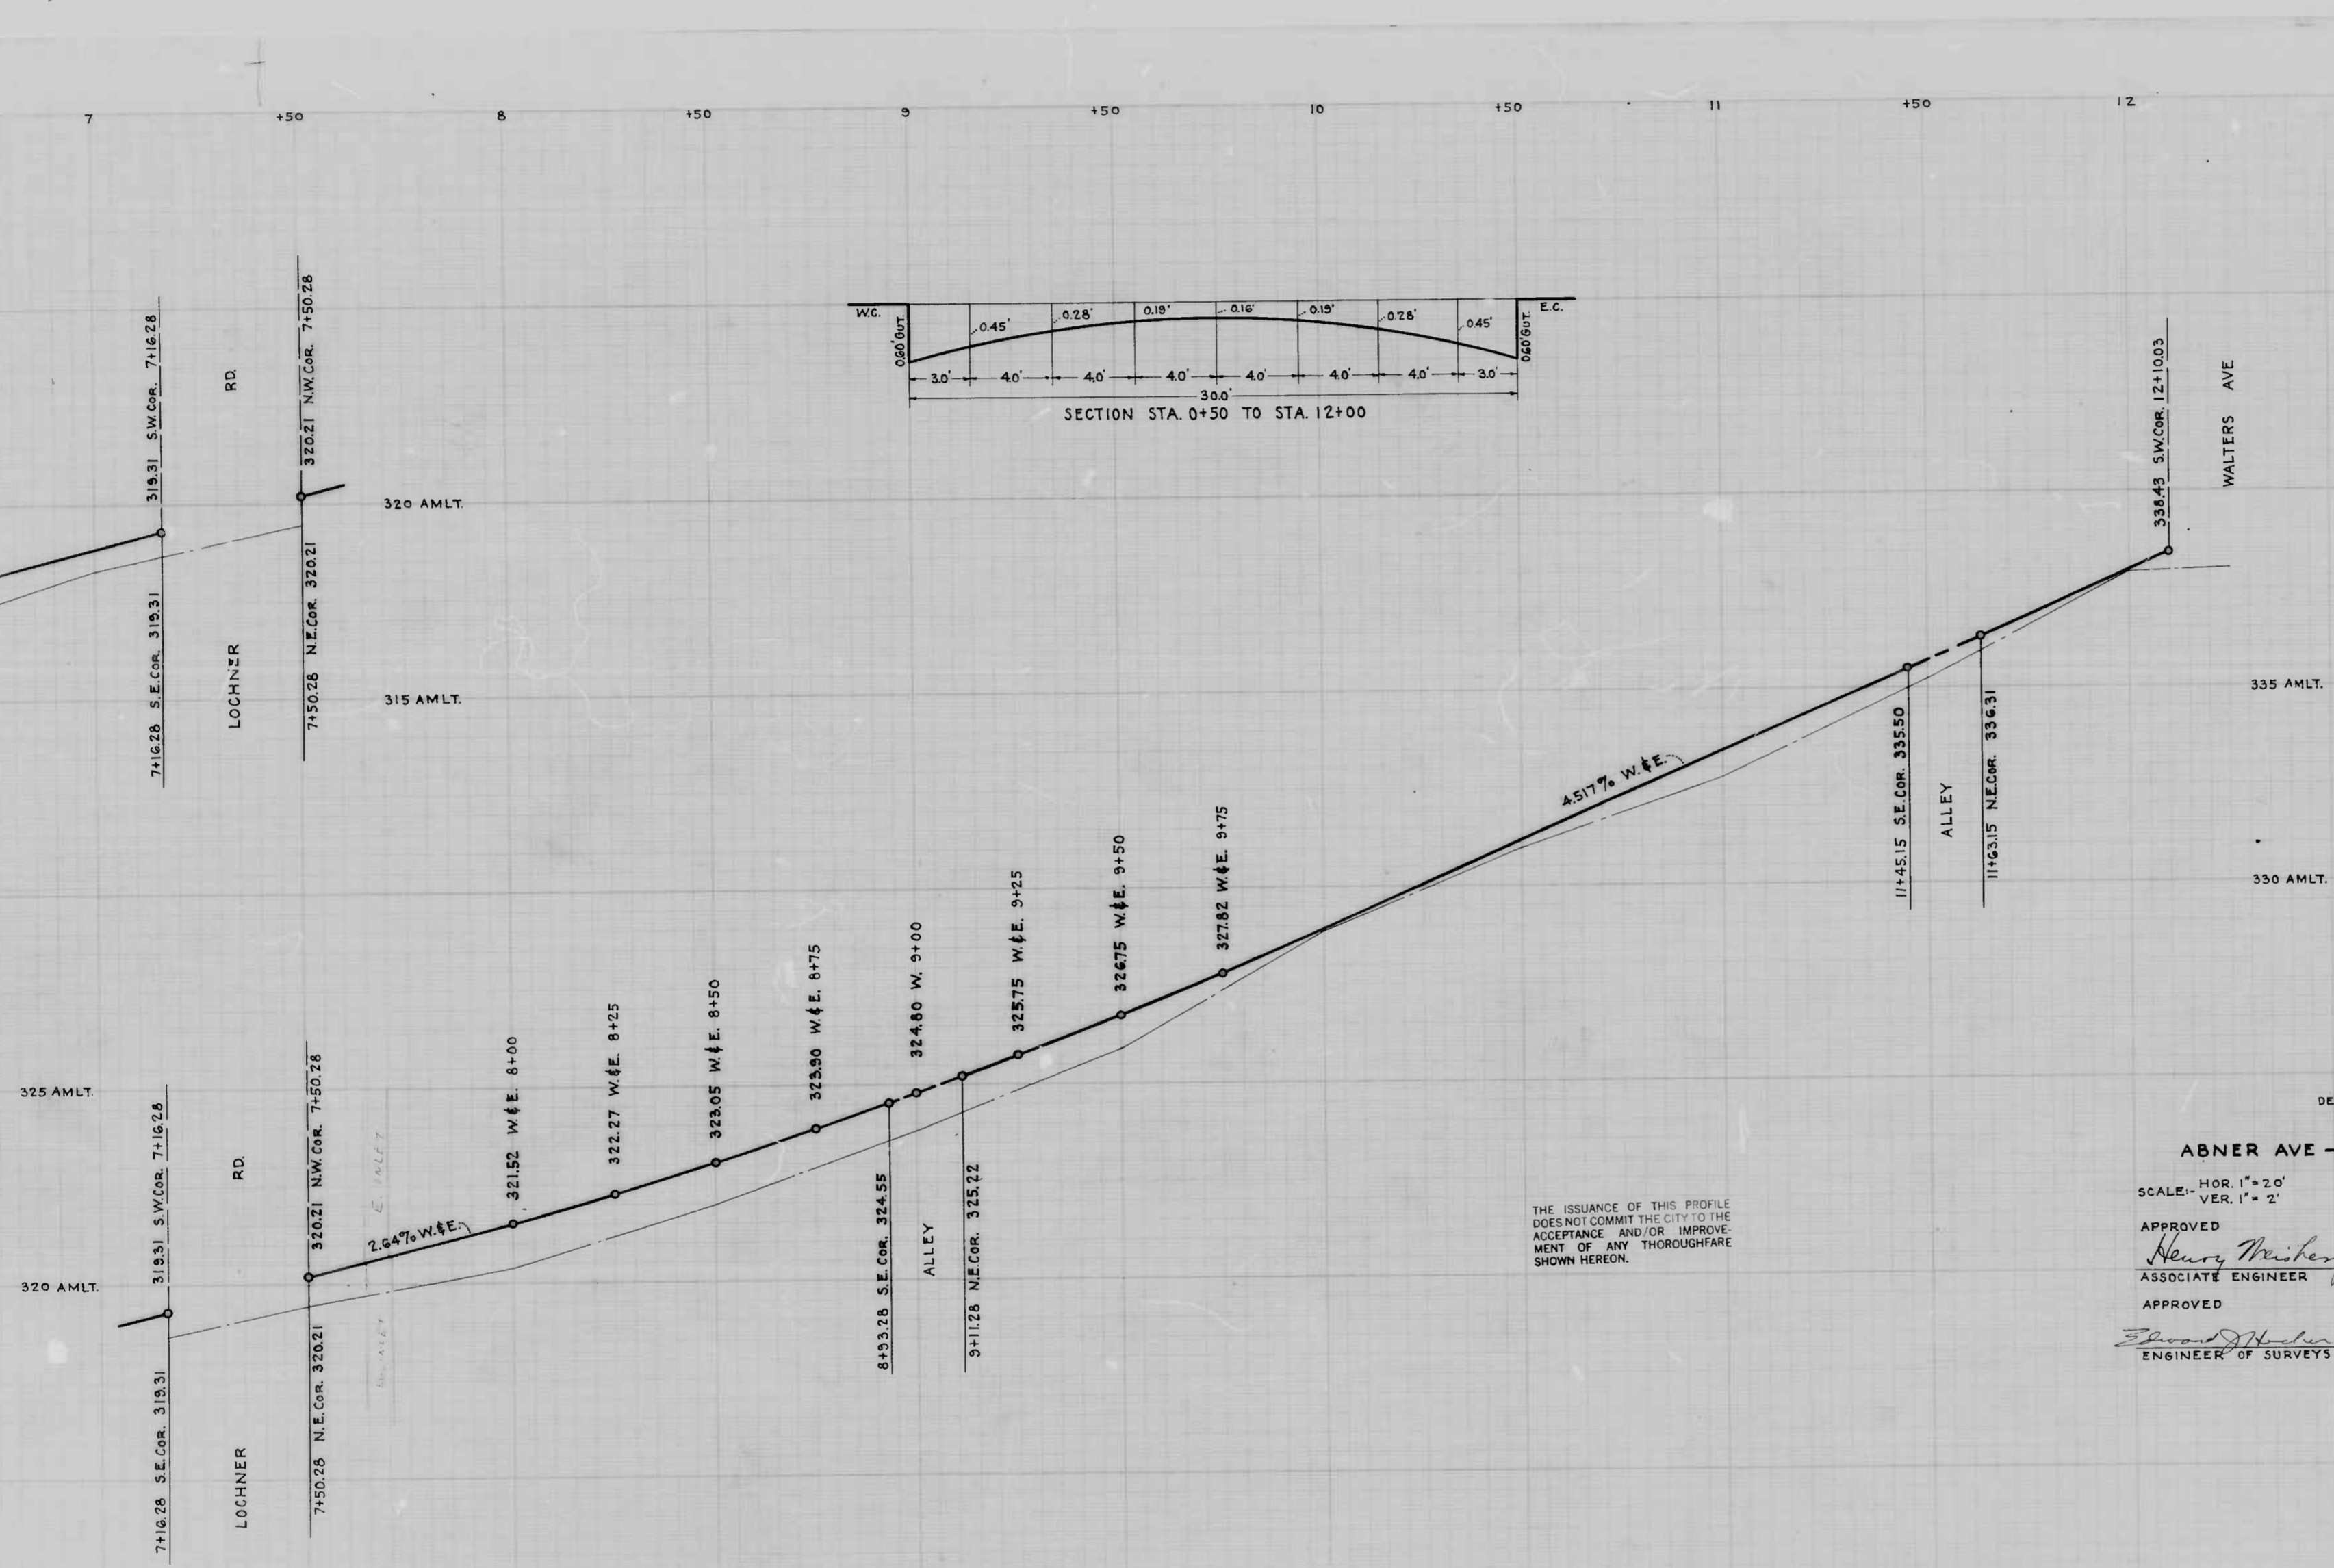 7 +50 8 +50 9 +50 10 +50 11 +50 12
319.31 S.W.COR. 7+16.28
RD.
320.21 N.W.COR. 7+50.28
7+16.28 S.E.COR. 319.31
LOCHNER
7+50.28 N.E.COR. 320.21
320 AMLT.
315 AMLT.
W.C.
E.C.
0.60' GUT.
0.45' 0.28' 0.19' 0.16' 0.19' 0.28' 0.45'
0.60' GUT.
3.0' 4.0' 4.0' 4.0' 4.0' 4.0' 4.0' 3.0'
30.0'
SECTION STA. 0+50 TO STA. 12+00
338.43 S.W.COR. 12+10.03
WALTERS AVE
335 AMLT.
330 AMLT.
4.517% W.&E.
11+45.15 S.E.COR. 335.50
ALLEY
11+63.15 N.E.COR. 336.31
325 AMLT.
320 AMLT.
319.31 S.W.COR. 7+16.28
RD.
320.21 N.W.COR. 7+50.28
E. INLET
2.64% W.&E.
321.52 W.&E. 8+00
322.27 W.&E. 8+25
323.05 W.&E. 8+50
323.90 W.&E. 8+75
324.80 W. 9+00
325.75 W.&E. 9+25
326.75 W.&E. 9+50
327.82 W.&E. 9+75
7+16.28 S.E.COR. 319.31
LOCHNER
7+50.28 N.E.COR. 320.21
INLET
8+93.28 S.E.COR. 324.55
ALLEY
9+11.28 N.E.COR. 325.22
THE ISSUANCE OF THIS PROFILE
DOES NOT COMMIT THE CITY TO THE
ACCEPTANCE AND/OR IMPROVE-
MENT OF ANY THOROUGHFARE
SHOWN HEREON.
DE
ABNER AVE –
SCALE:- HOR. 1"=20'
VER. 1"= 2'
APPROVED
Henry
ASSOCIATE ENGINEER
APPROVED
Edward J
ENGINEER OF SURVEYS